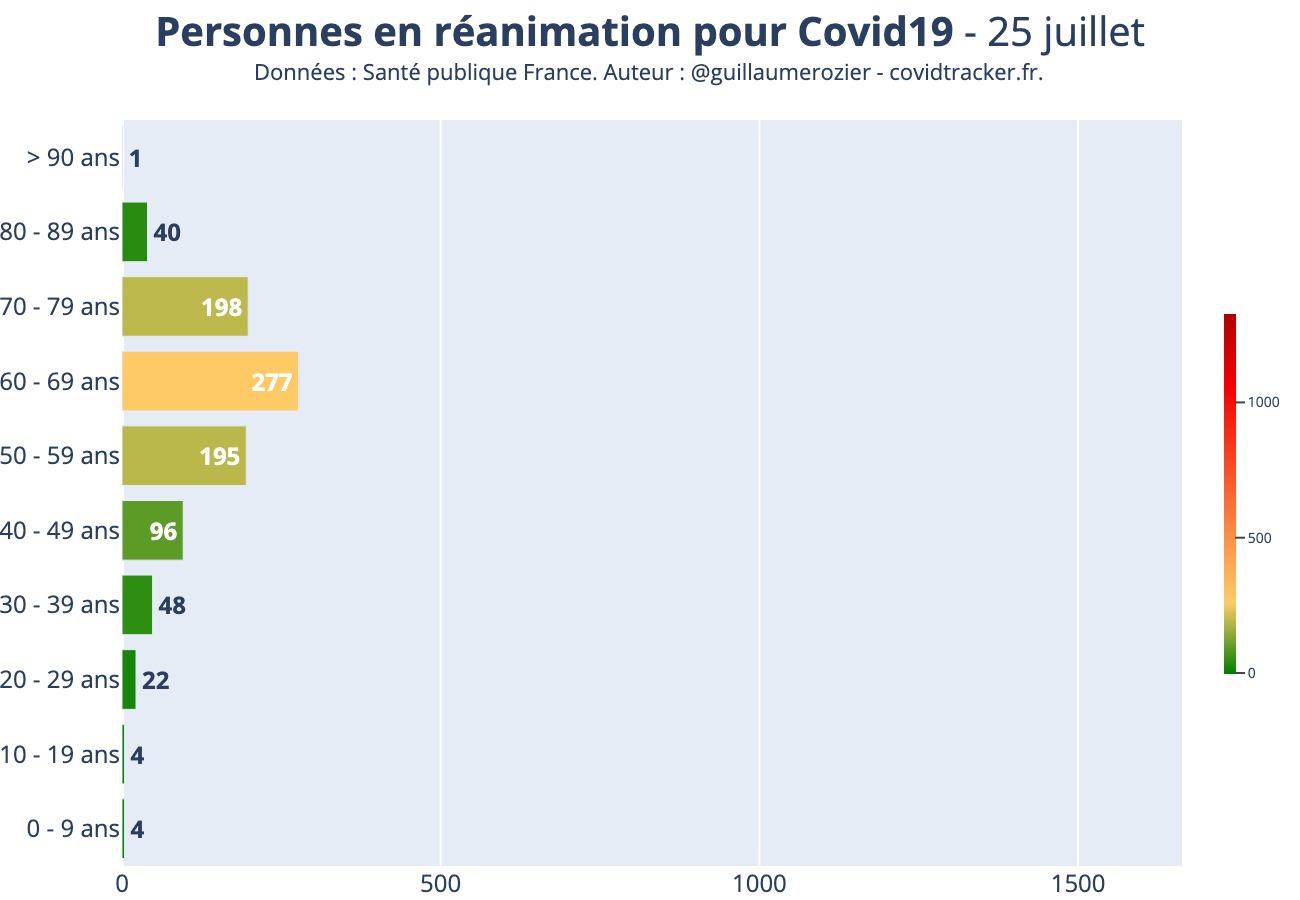 Personnes en réanimation pour Covid19 - 25 juillet
Données : Santé publique France. Auteur : @guillaumerozier - covidtracker.fr.
> 90 ans 1
80 - 89 ans 40
70 - 79 ans 198
60 - 69 ans 277
50 - 59 ans 195
40 - 49 ans 96
30 - 39 ans 48
20 - 29 ans 22
10 - 19 ans 4
0 - 9 ans 4
0 500 1000 1500
1000
500
0